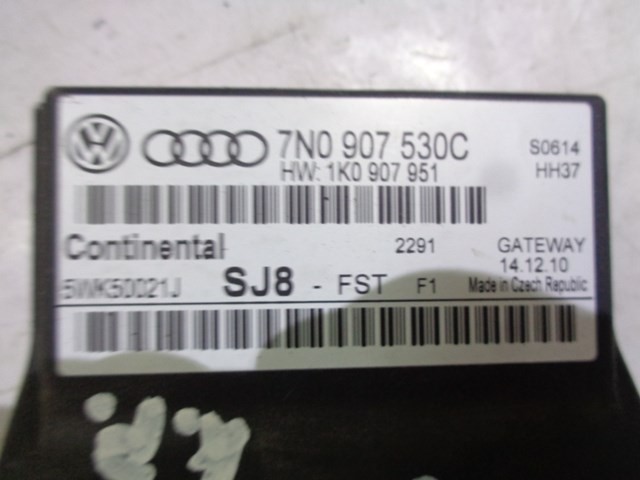 7N0 907 530C S0614
HW: 1K0 907 951 HH37
Continental 2291 GATEWAY
5WK50021J SJ8 - FST F1 14.12.10
Made in Czech Republic